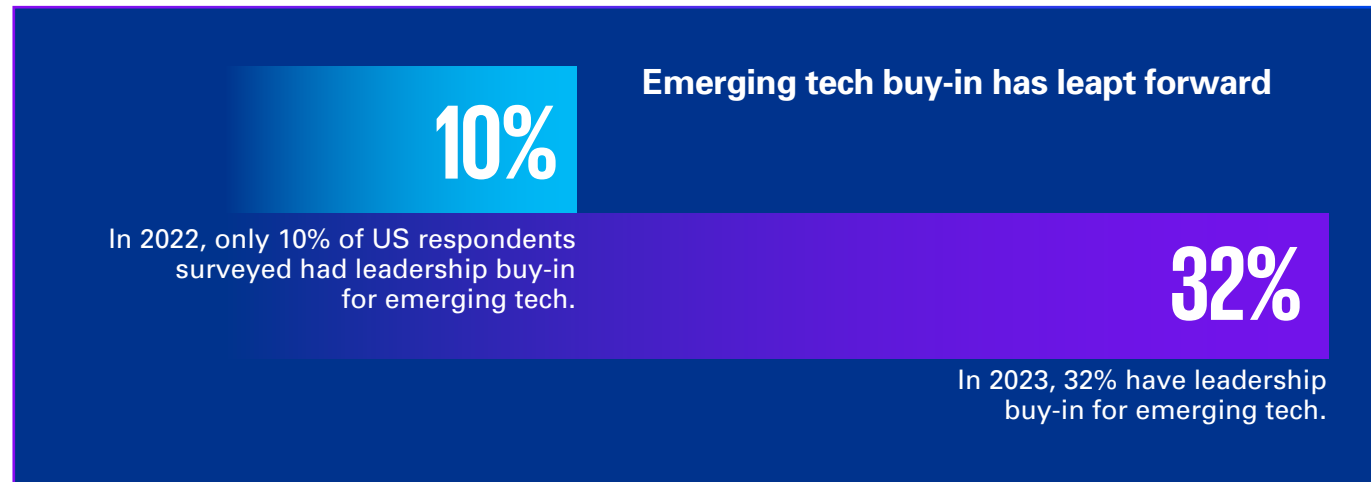 Emerging tech buy-in has leapt forward
10%
In 2022, only 10% of US respondents
surveyed had leadership buy-in
for emerging tech.
32%
In 2023, 32% have leadership
buy-in for emerging tech.